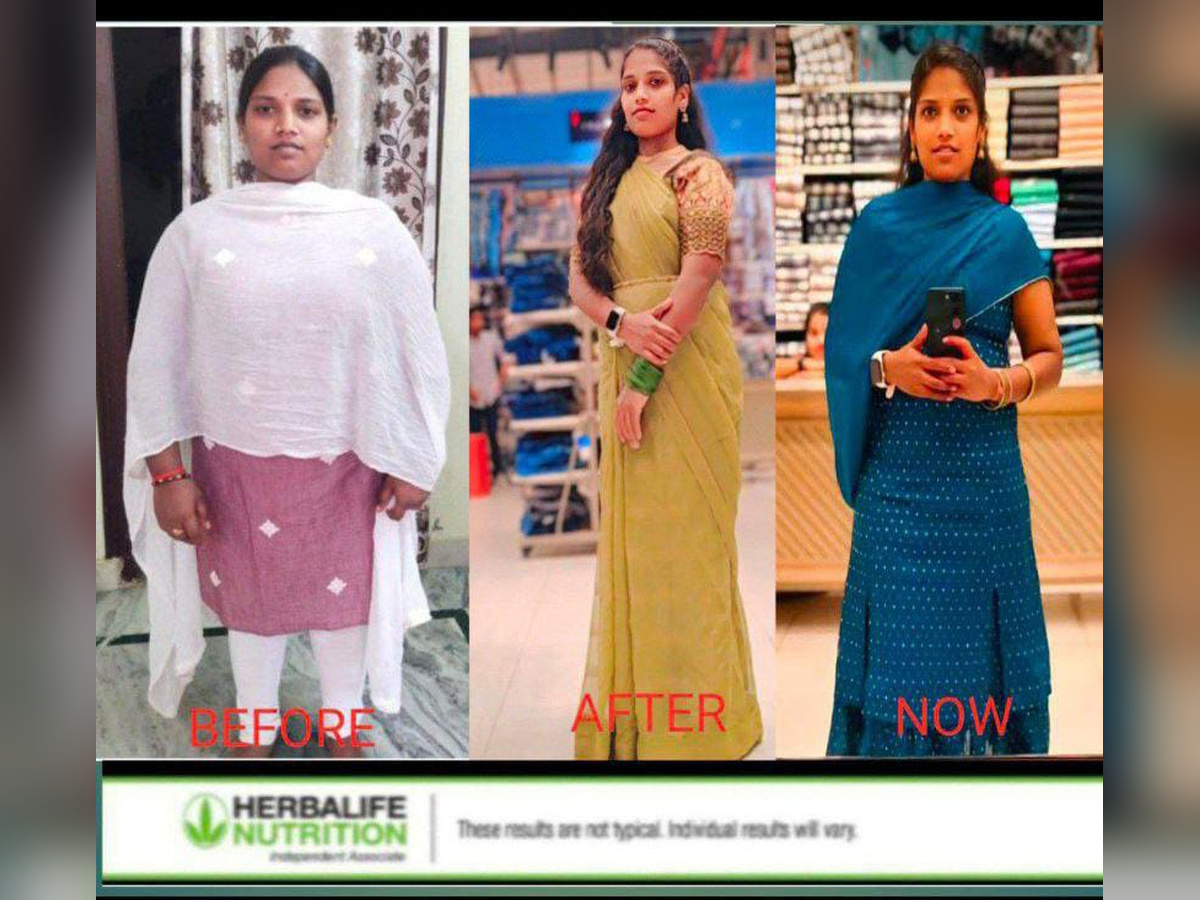 BEFORE
AFTER
NOW
HERBALIFE
NUTRITION
Independent Associate
These results are not typical. Individual results will vary.